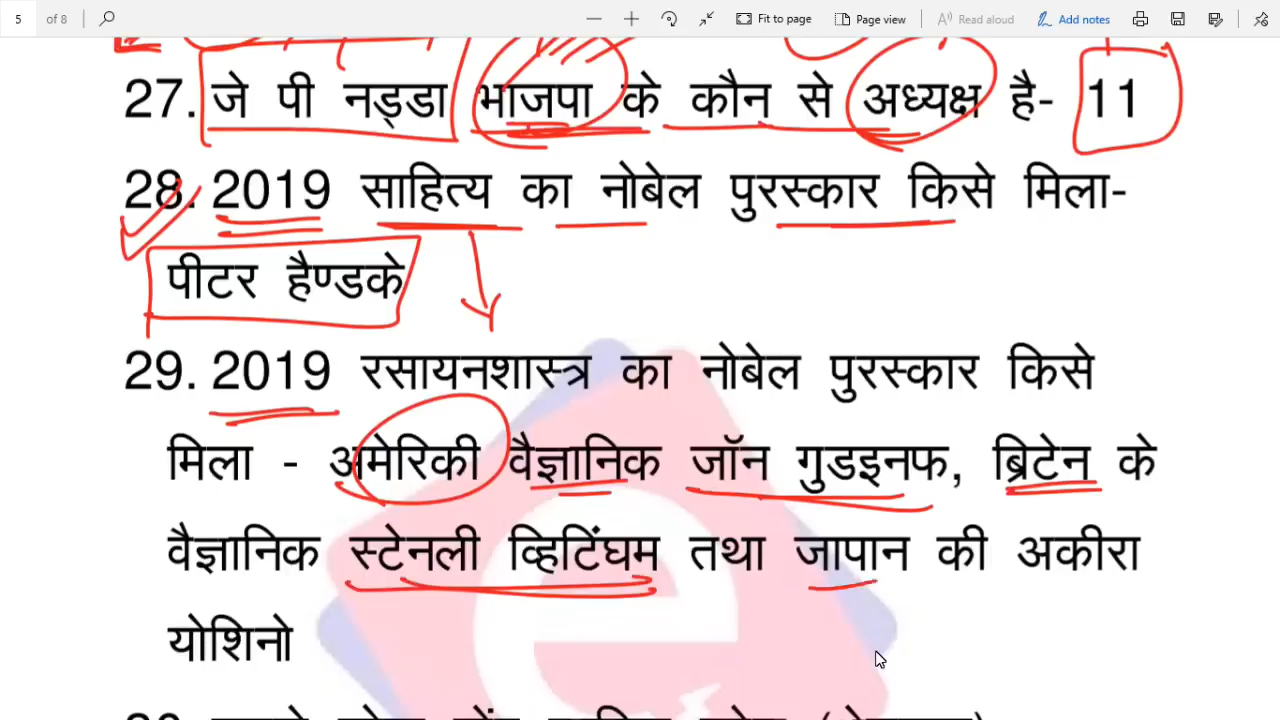 5 of 8 Fit to page Page view Read aloud Add notes
27. जे पी नड्डा भाजपा के कौन से अध्यक्ष है- 11
28. 2019 साहित्य का नोबेल पुरस्कार किसे मिला-
पीटर हैण्डके
29. 2019 रसायनशास्त्र का नोबेल पुरस्कार किसे
मिला - अमेरिकी वैज्ञानिक जॉन गुडइनफ, ब्रिटेन के
वैज्ञानिक स्टेनली व्हिटिंघम तथा जापान की अकीरा
योशिनो